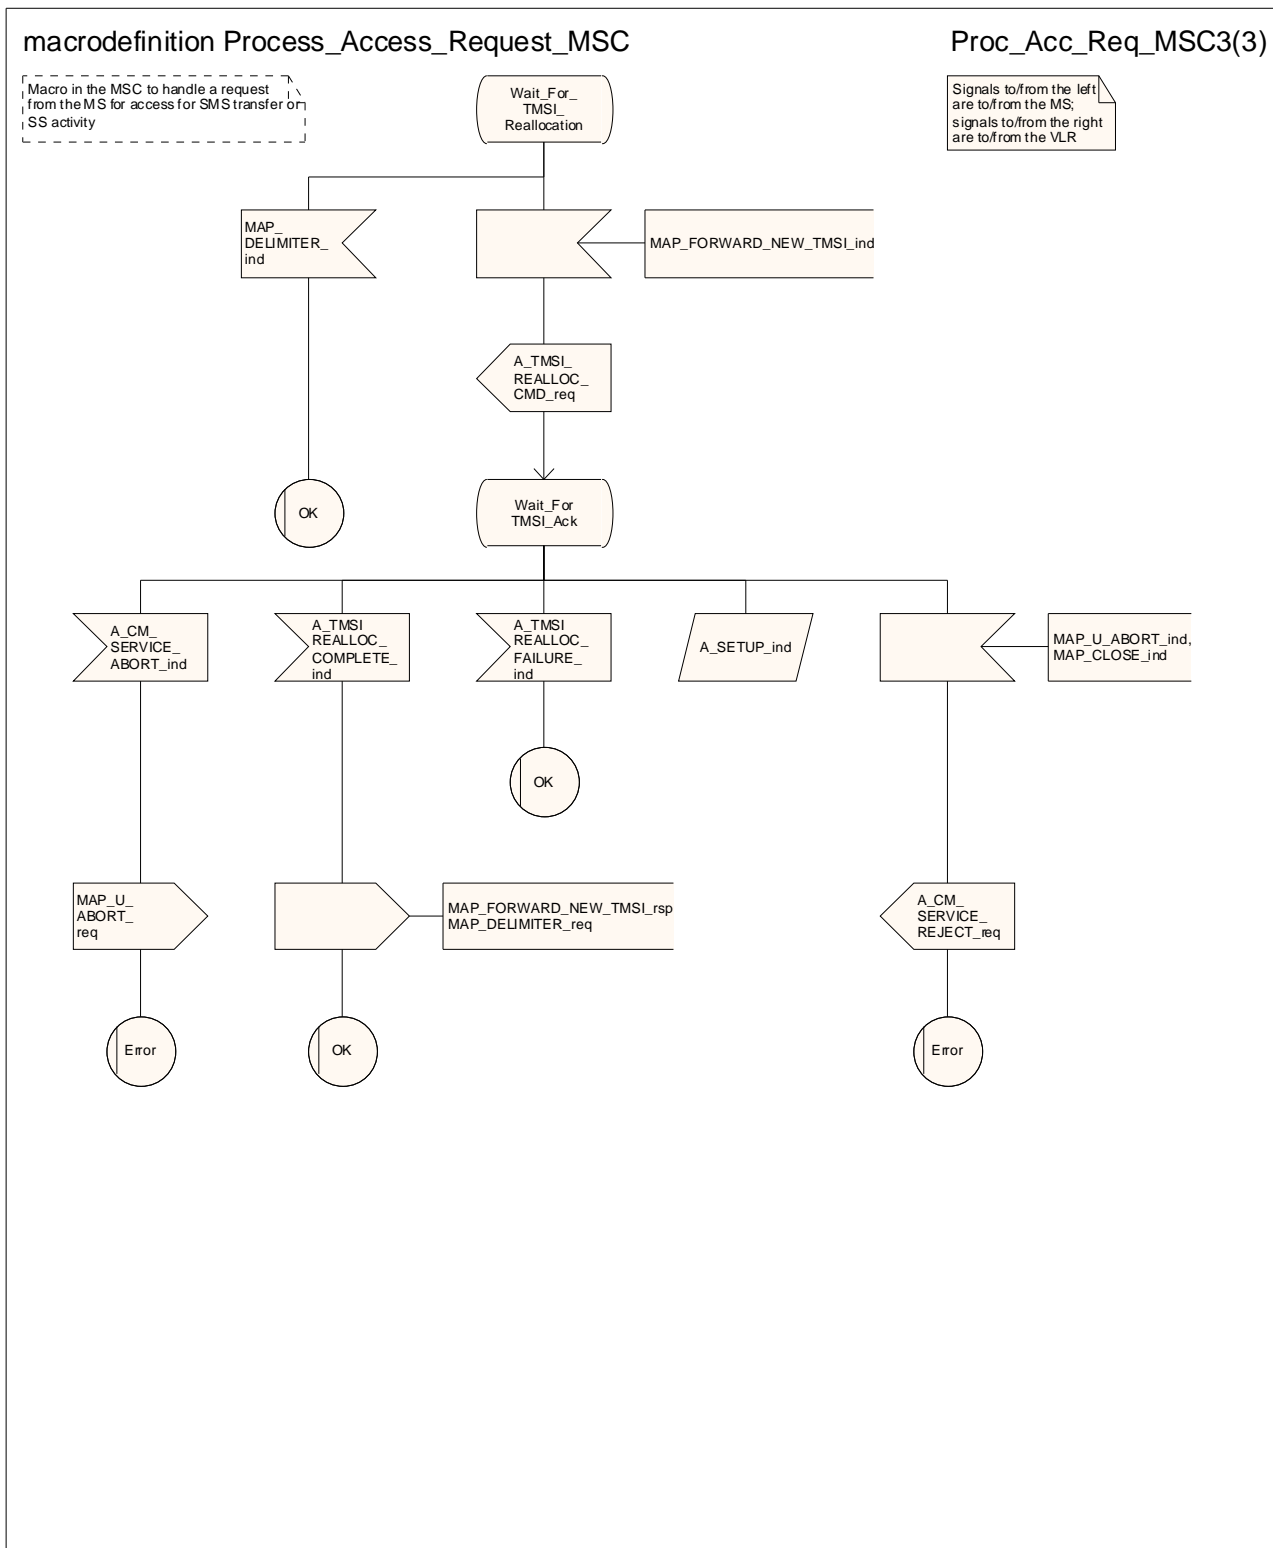 macrodefinition Process_Access_Request_MSC
Proc_Acc_Req_MSC3(3)
Macro in the MSC to handle a request
from the MS for access for SMS transfer or
SS activity
Wait_For_
TMSI_
Reallocation
Signals to/from the left
are to/from the MS;
signals to/from the right
are to/from the VLR
MAP_
DELIMITER_
ind
MAP_FORWARD_NEW_TMSI_ind
A_TMSI_
REALLOC_
CMD_req
OK
Wait_For
TMSI_Ack
A_CM_
SERVICE_
ABORT_ind
A_TMSI
REALLOC_
COMPLETE_
ind
A_TMSI
REALLOC_
FAILURE_
ind
A_SETUP_ind
MAP_U_ABORT_ind,
MAP_CLOSE_ind
OK
MAP_U_
ABORT_
req
MAP_FORWARD_NEW_TMSI_rsp
MAP_DELIMITER_req
A_CM_
SERVICE_
REJECT_req
Error
OK
Error